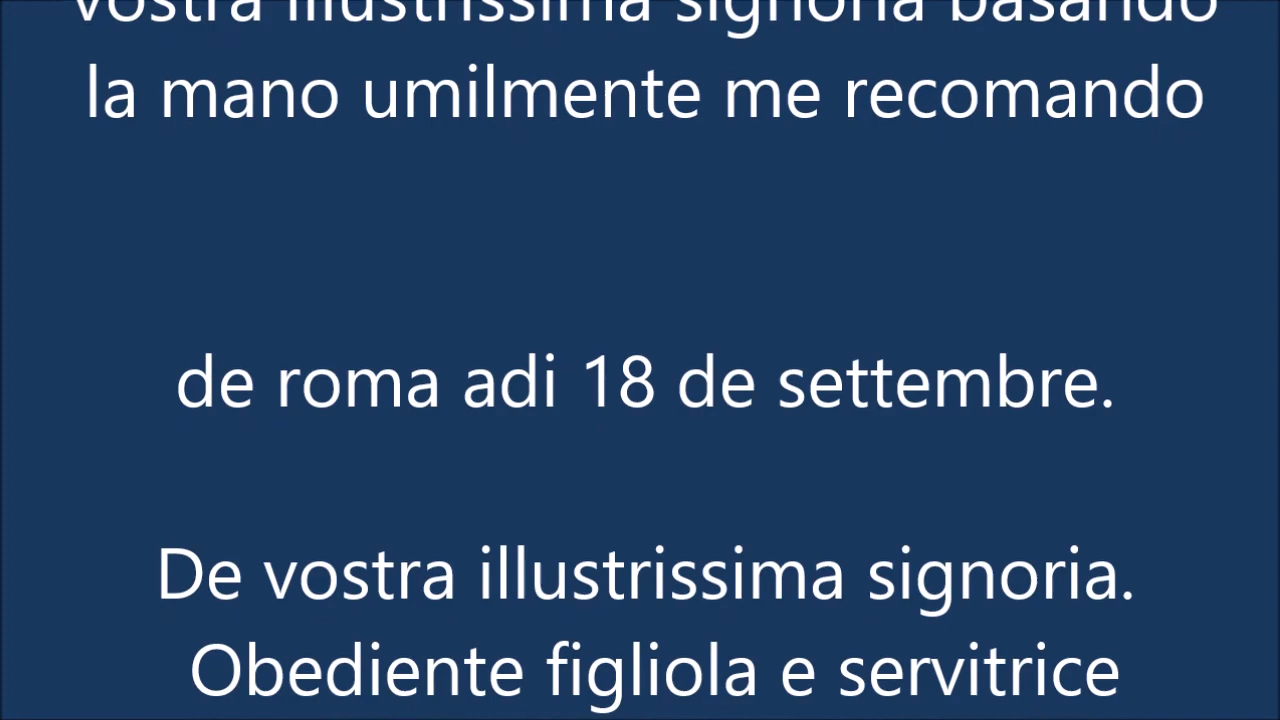 vostra illustrissima signoria basando
la mano umilmente me recomando
de roma adi 18 de settembre.
De vostra illustrissima signoria.
Obediente figliola e servitrice